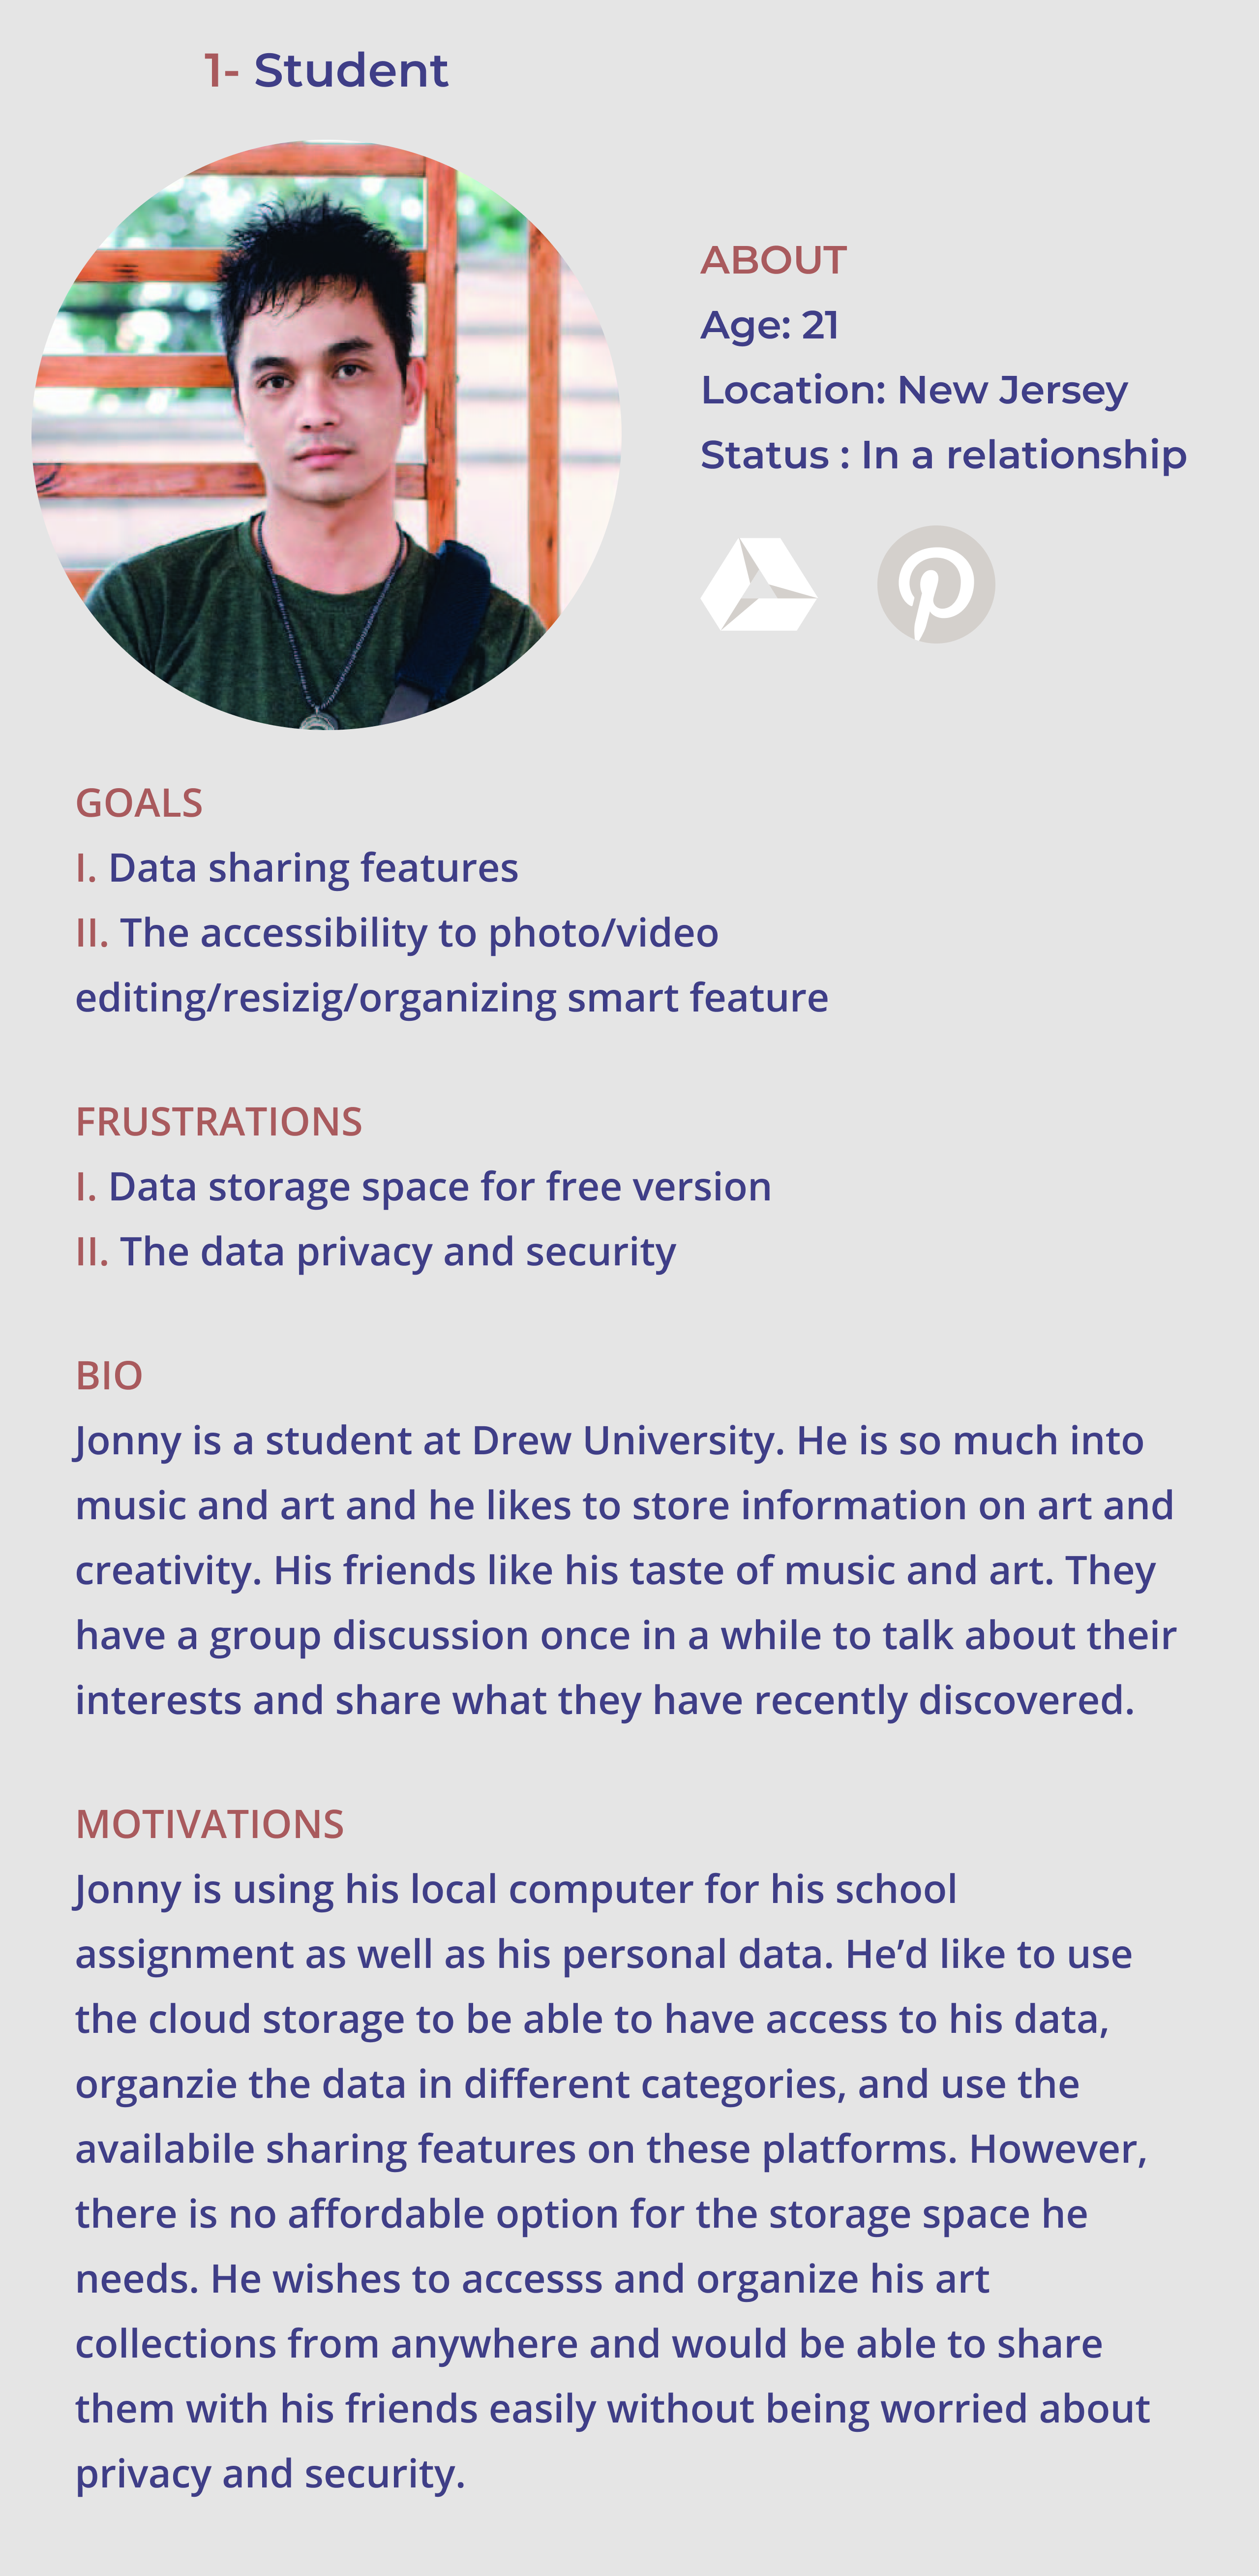 1- Student
ABOUT
Age: 21
Location: New Jersey
Status : In a relationship
GOALS
I. Data sharing features
II. The accessibility to photo/video
editing/resizig/organizing smart feature
FRUSTRATIONS
I. Data storage space for free version
II. The data privacy and security
BIO
Jonny is a student at Drew University. He is so much into
music and art and he likes to store information on art and
creativity. His friends like his taste of music and art. They
have a group discussion once in a while to talk about their
interests and share what they have recently discovered.
MOTIVATIONS
Jonny is using his local computer for his school
assignment as well as his personal data. He’d like to use
the cloud storage to be able to have access to his data,
organzie the data in different categories, and use the
availabile sharing features on these platforms. However,
there is no affordable option for the storage space he
needs. He wishes to accesss and organize his art
collections from anywhere and would be able to share
them with his friends easily without being worried about
privacy and security.